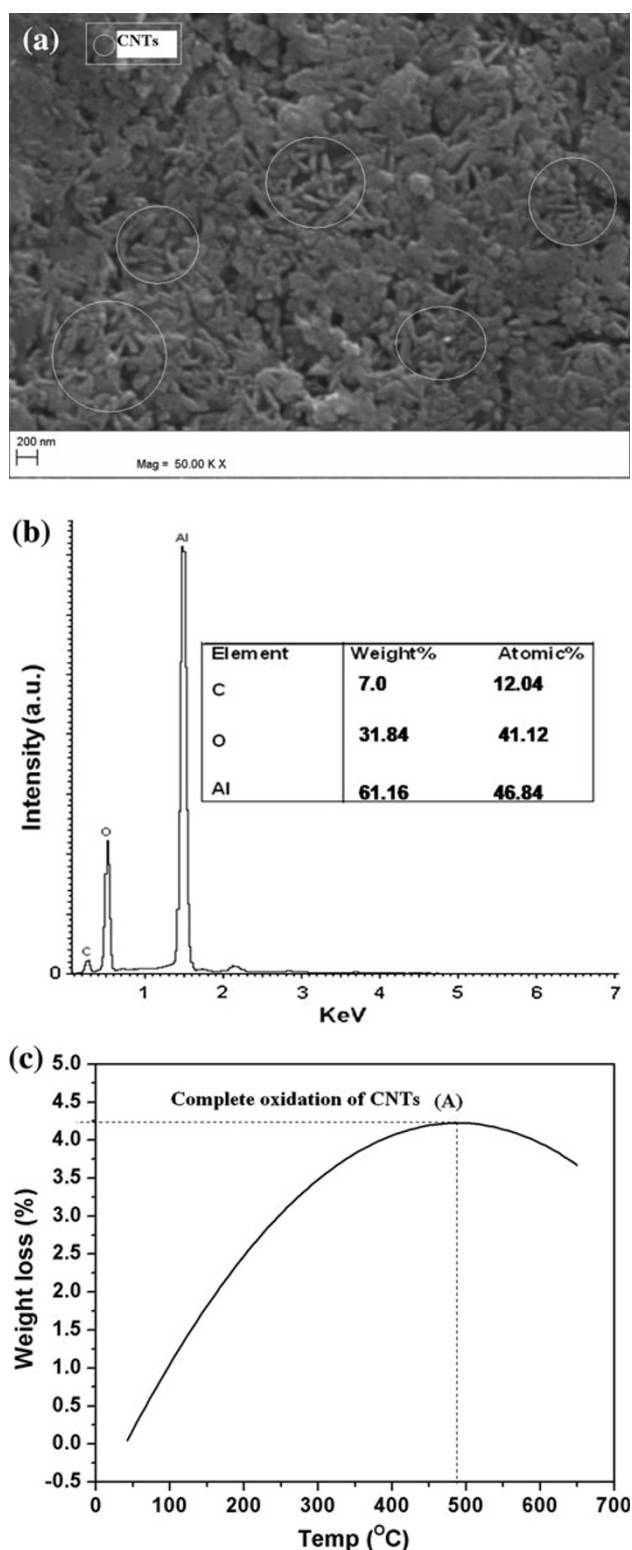 (a)
CNTs
200 nm
Mag = 50.00 K X
(b)
Al
Element Weight% Atomic%
C 7.0 12.04
O 31.84 41.12
Al 61.16 46.84
O
C
Intensity (a.u.)
0
1 2 3 4 5 6 7
KeV
(c)
5.0
4.5
4.0
3.5
3.0
2.5
2.0
1.5
1.0
0.5
0.0
-0.5
Complete oxidation of CNTs (A)
Weight loss (%)
0 100 200 300 400 500 600 700
Temp (°C)